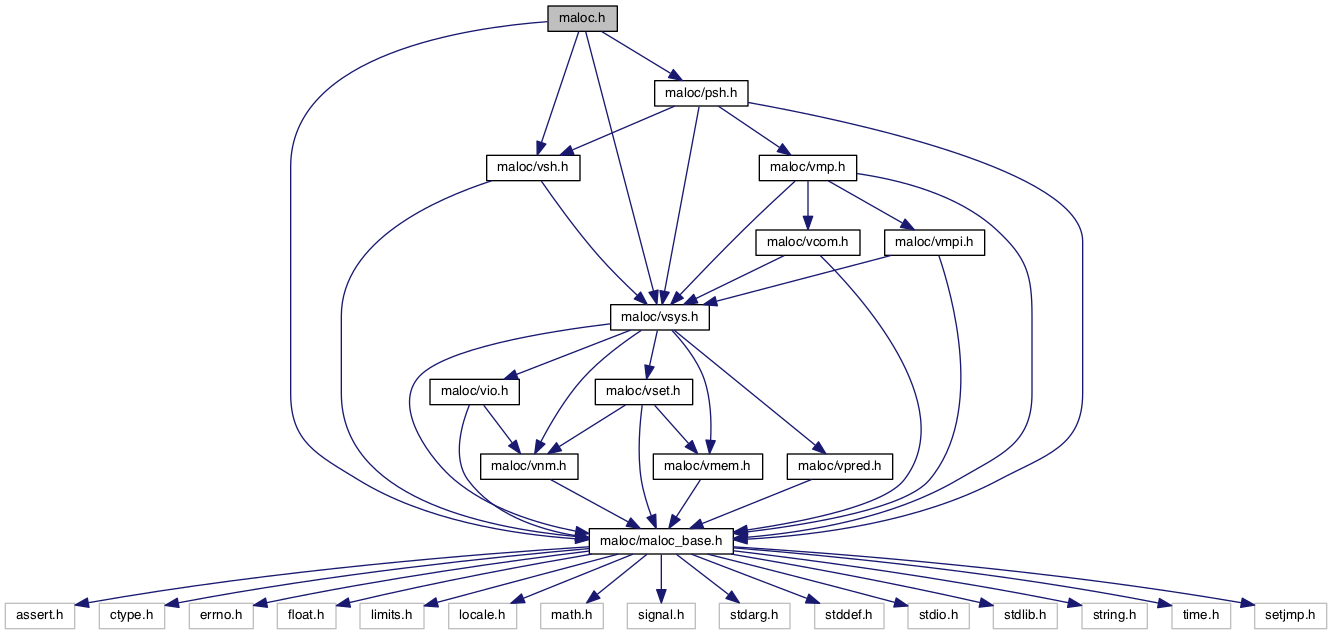 maloc.h
maloc/psh.h
maloc/vsh.h
maloc/vmp.h
maloc/vcom.h
maloc/vmpi.h
maloc/vsys.h
maloc/vio.h
maloc/vset.h
maloc/vnm.h
maloc/vmem.h
maloc/vpred.h
maloc/maloc_base.h
assert.h
ctype.h
errno.h
float.h
limits.h
locale.h
math.h
signal.h
stdarg.h
stddef.h
stdio.h
stdlib.h
string.h
time.h
setjmp.h